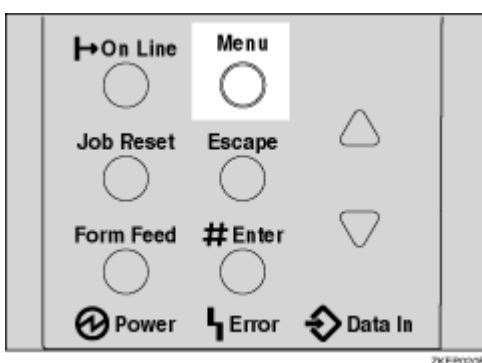 On Line Menu
Job Reset Escape
Form Feed # Enter
Power Error Data In